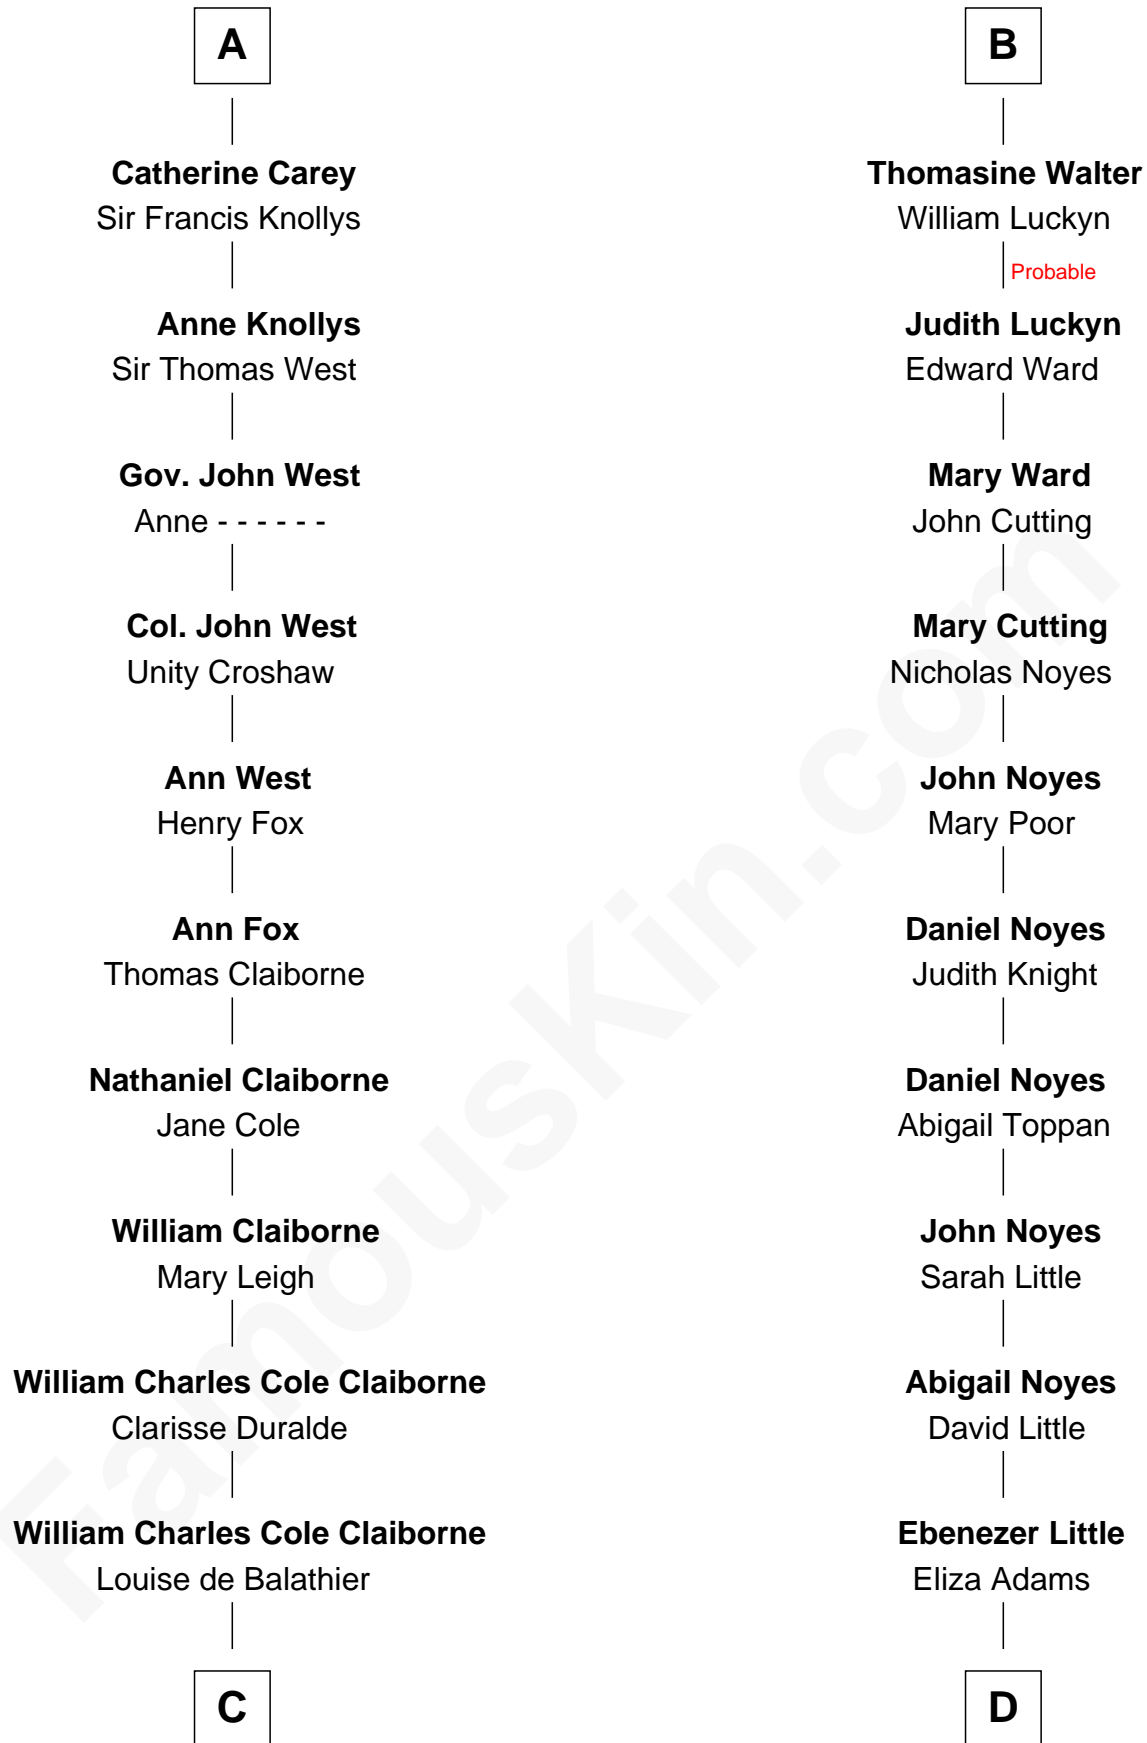 A
Catherine Carey
Sir Francis Knollys
Anne Knollys
Sir Thomas West
Gov. John West
Anne - - - - - -
Col. John West
Unity Croshaw
Ann West
Henry Fox
Ann Fox
Thomas Claiborne
Nathaniel Claiborne
Jane Cole
William Claiborne
Mary Leigh
William Charles Cole Claiborne
Clarisse Duralde
William Charles Cole Claiborne
Louise de Balathier
C
B
Thomasine Walter
William Luckyn
Probable
Judith Luckyn
Edward Ward
Mary Ward
John Cutting
Mary Cutting
Nicholas Noyes
John Noyes
Mary Poor
Daniel Noyes
Judith Knight
Daniel Noyes
Abigail Toppan
John Noyes
Sarah Little
Abigail Noyes
David Little
Ebenezer Little
Eliza Adams
D
FamousKin.com